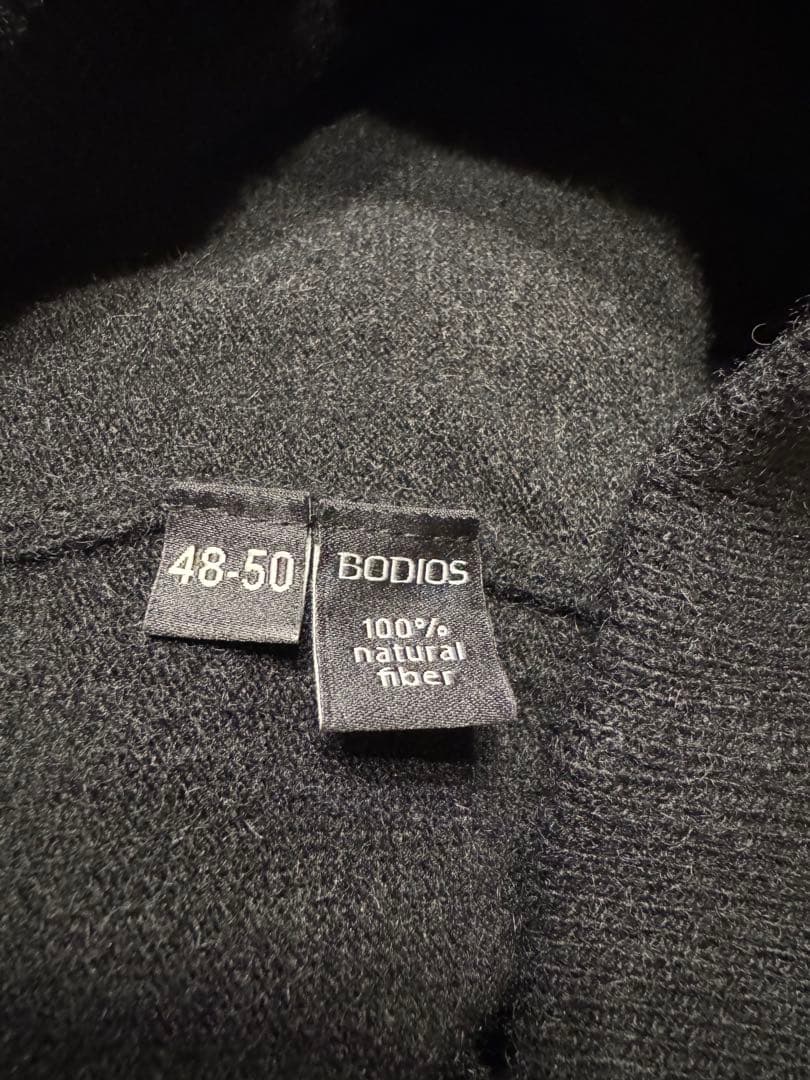 48-50
BODIOS
100%
natural
fiber